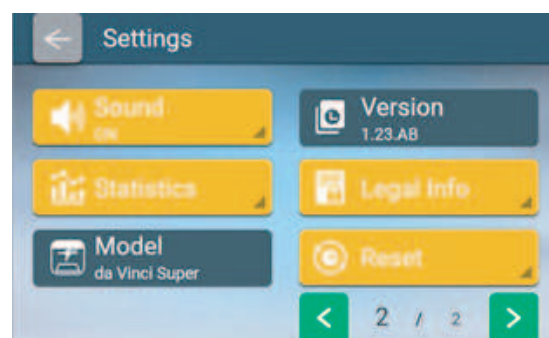 Settings
Sound
ON
Version
1.23.AB
Statistics
Legal Info
Model
da Vinci Super
Reset
2 / 2